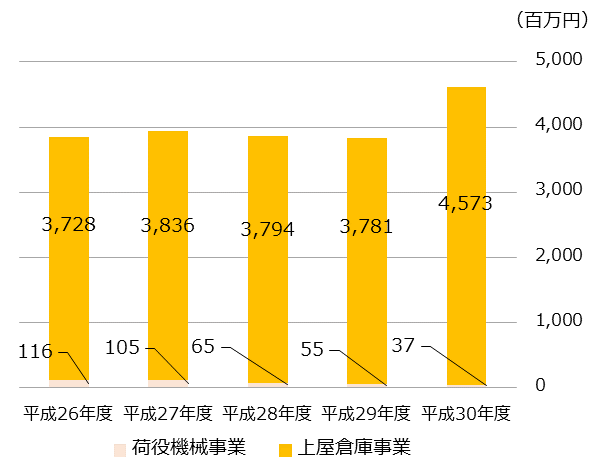 （百万円）
5,000
4,000
3,000
2,000
1,000
0
3,728
3,836
3,794
3,781
4,573
116
105
65
55
37
平成26年度
平成27年度
平成28年度
平成29年度
平成30年度
荷役機械事業
上屋倉庫事業